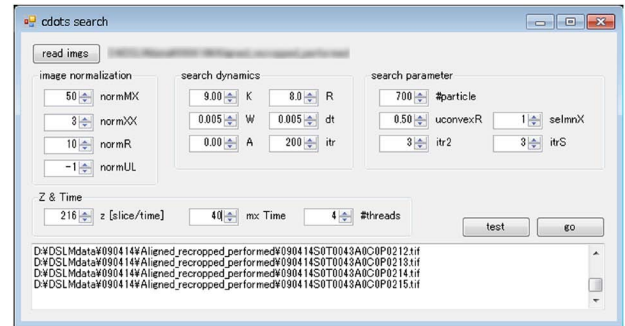 cdots search
read imgs
image normalization
50 normMX
3 normXX
10 normR
-1 normUL
search dynamics
9.00 K 8.0 R
0.005 W 0.005 dt
0.00 A 200 itr
search parameter
700 #particle
0.50 uconvexR 1 selmnX
3 itr2 3 itrS
Z & Time
216 z [slice/time] 40 mx Time 4 #threads
test go
D:¥DSLMdata¥090414¥Aligned_recropped_performed¥090414S0T0043A0C0P0212.tif
D:¥DSLMdata¥090414¥Aligned_recropped_performed¥090414S0T0043A0C0P0213.tif
D:¥DSLMdata¥090414¥Aligned_recropped_performed¥090414S0T0043A0C0P0214.tif
D:¥DSLMdata¥090414¥Aligned_recropped_performed¥090414S0T0043A0C0P0215.tif